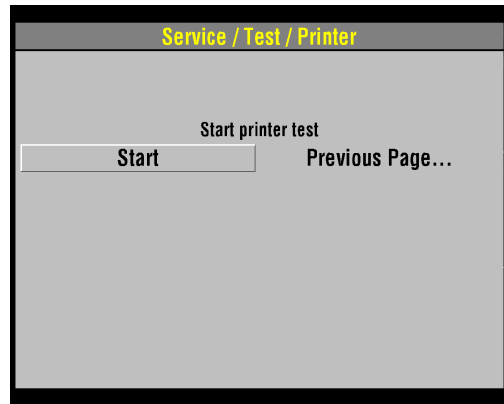 Service / Test / Printer
Start printer test
Start Previous Page...